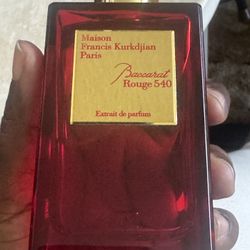 Maison
Francis Kurkdjian
Paris
Baccarat
Rouge 540
Extrait de parfum